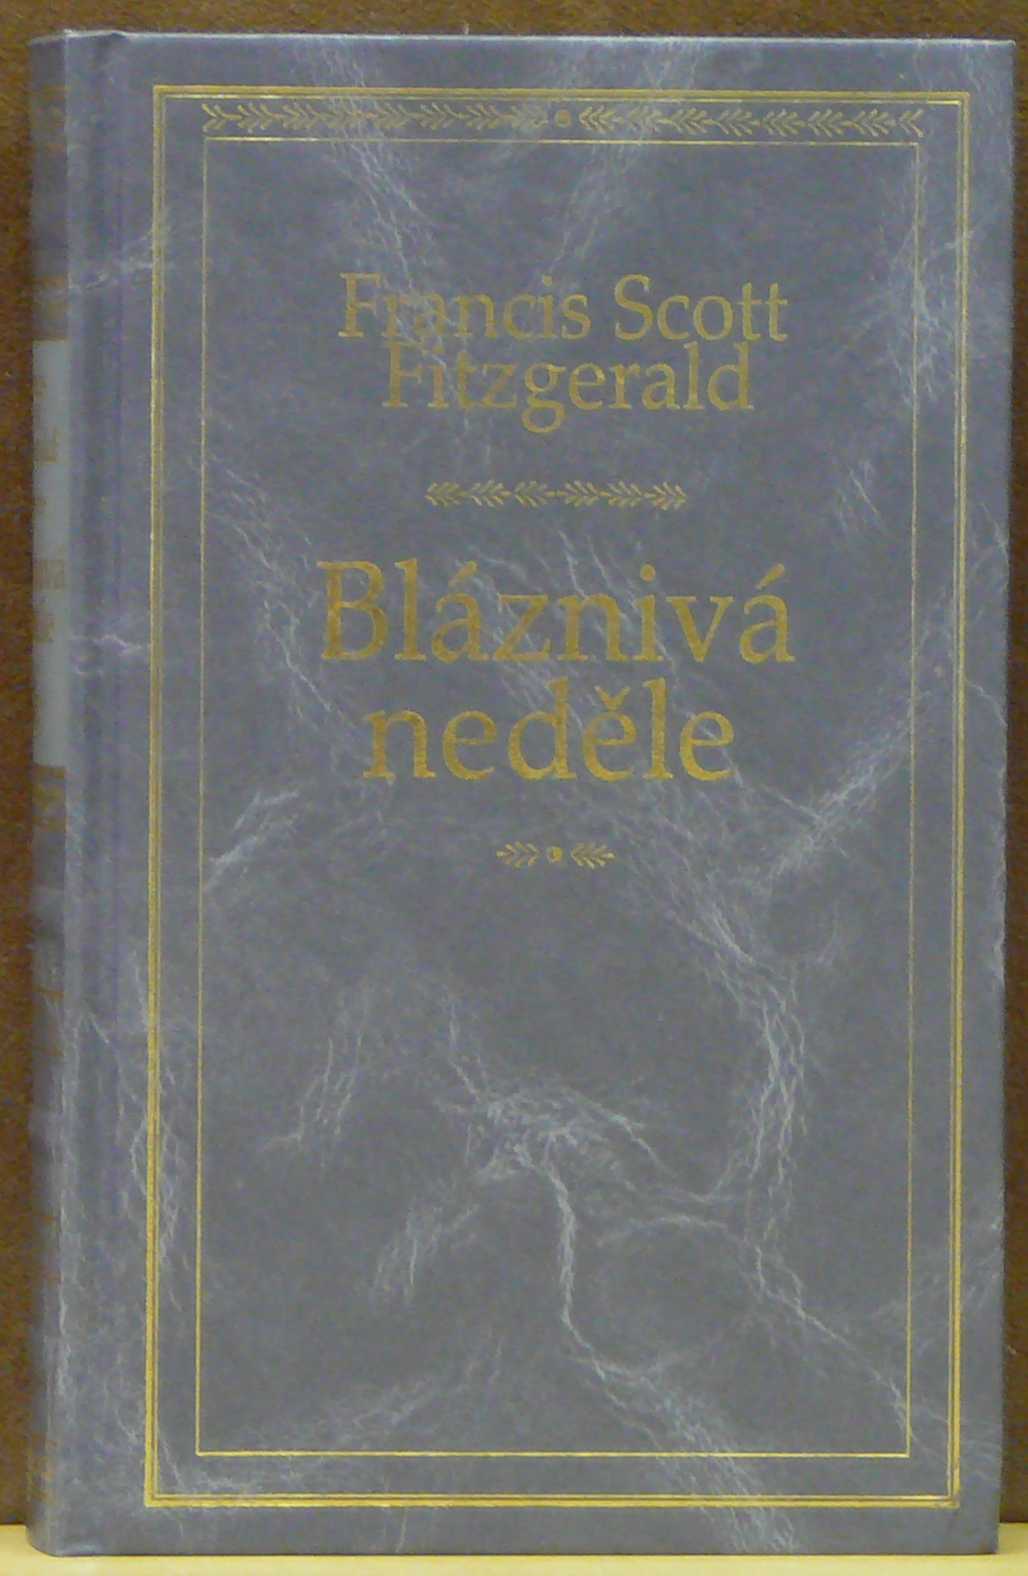 Francis Scott
Fitzgerald
Bláznivá
neděle